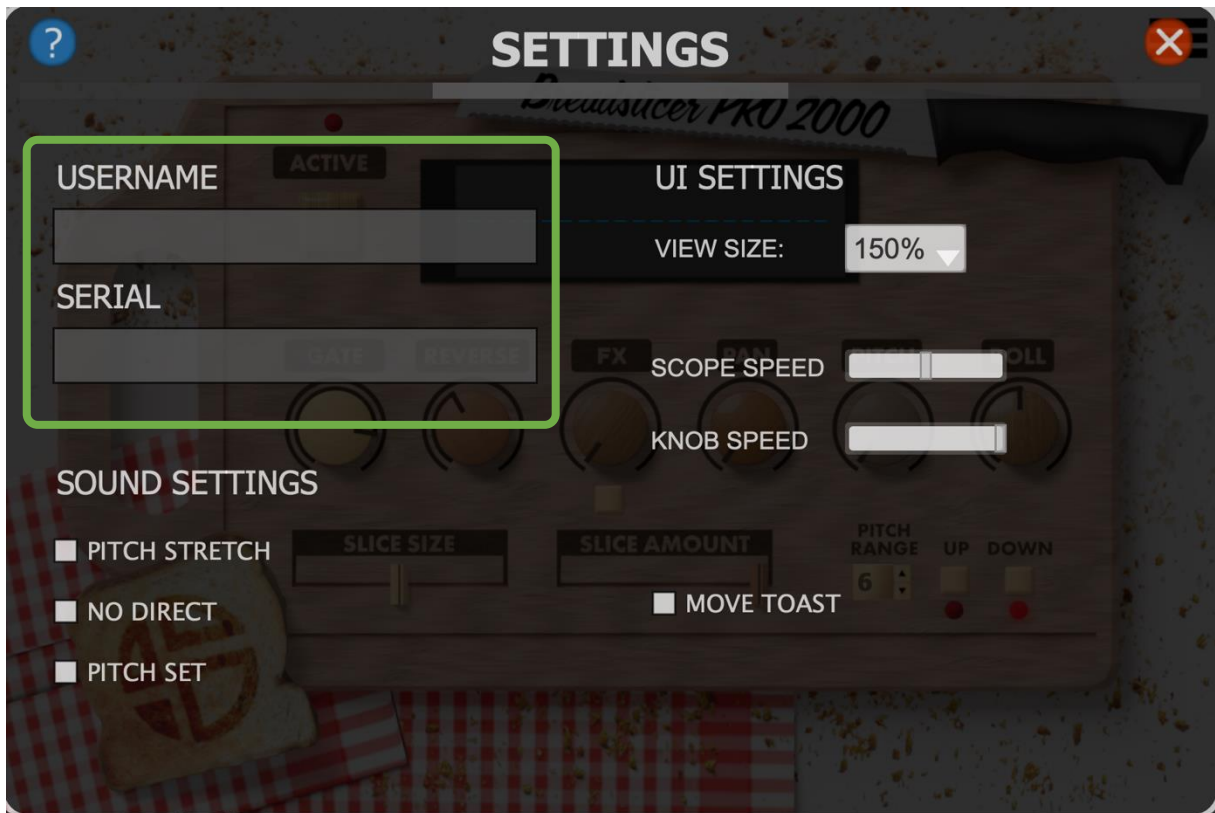 ?
SETTINGS
Breadslicer PRO 2000
USERNAME
ACTIVE
UI SETTINGS
VIEW SIZE:
150%
SERIAL
GATE
REVERSE
FX
PAN
PITCH
ROLL
SCOPE SPEED
KNOB SPEED
SOUND SETTINGS
PITCH STRETCH
SLICE SIZE
SLICE AMOUNT
PITCH
RANGE
UP
DOWN
6
NO DIRECT
MOVE TOAST
PITCH SET